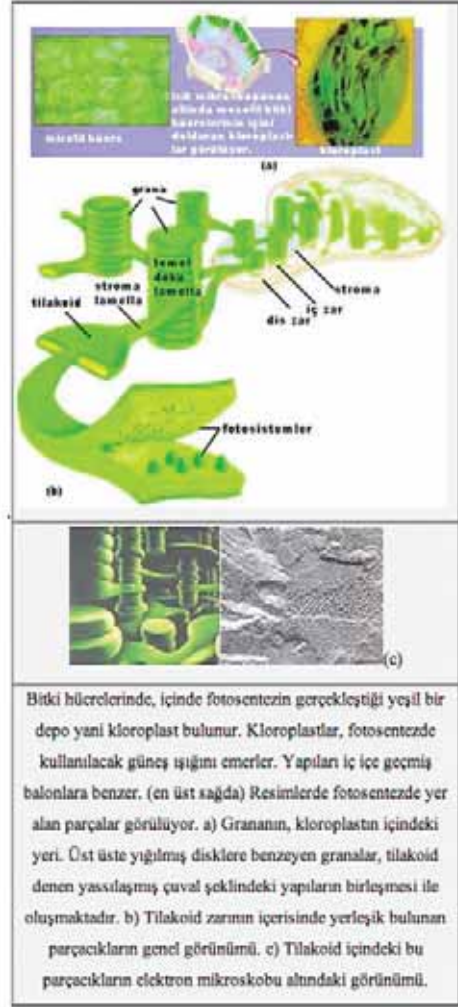 mezofil hücre
altında mezofil bitki
hücrelerinin içini
dolduran kloroplast-
lar görülüyor.
kloroplast
(a)
grana
temel
doku
lamella
stroma
lamella
tilakoid
stroma
iç zar
dis zar
fotosistemler
(b)
(c)
Bitki hücrelerinde, içinde fotosentezin gerçekleştiği yeşil bir
depo yani kloroplast bulunur. Kloroplastlar, fotosentezde
kullanılacak güneş ışığını emerler. Yapıları iç içe geçmiş
balonlara benzer. (en üst sağda) Resimlerde fotosentezde yer
alan parçalar görülüyor. a) Grananın, kloroplastın içindeki
yeri. Üst üste yığılmış disklere benzeyen granalar, tilakoid
denen yassılaşmış çuval şeklindeki yapıların birleşmesi ile
oluşmaktadır. b) Tilakoid zarının içerisinde yerleşik bulunan
parçacıkların genel görünümü. c) Tilakoid içindeki bu
parçacıkların elektron mikroskobu altındaki görünümü.